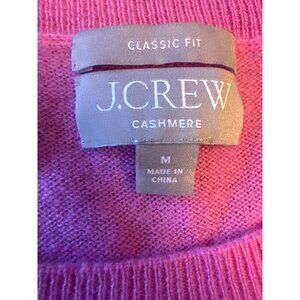 CLASSIC FIT
J.CREW
CASHMERE
M
MADE IN
CHINA